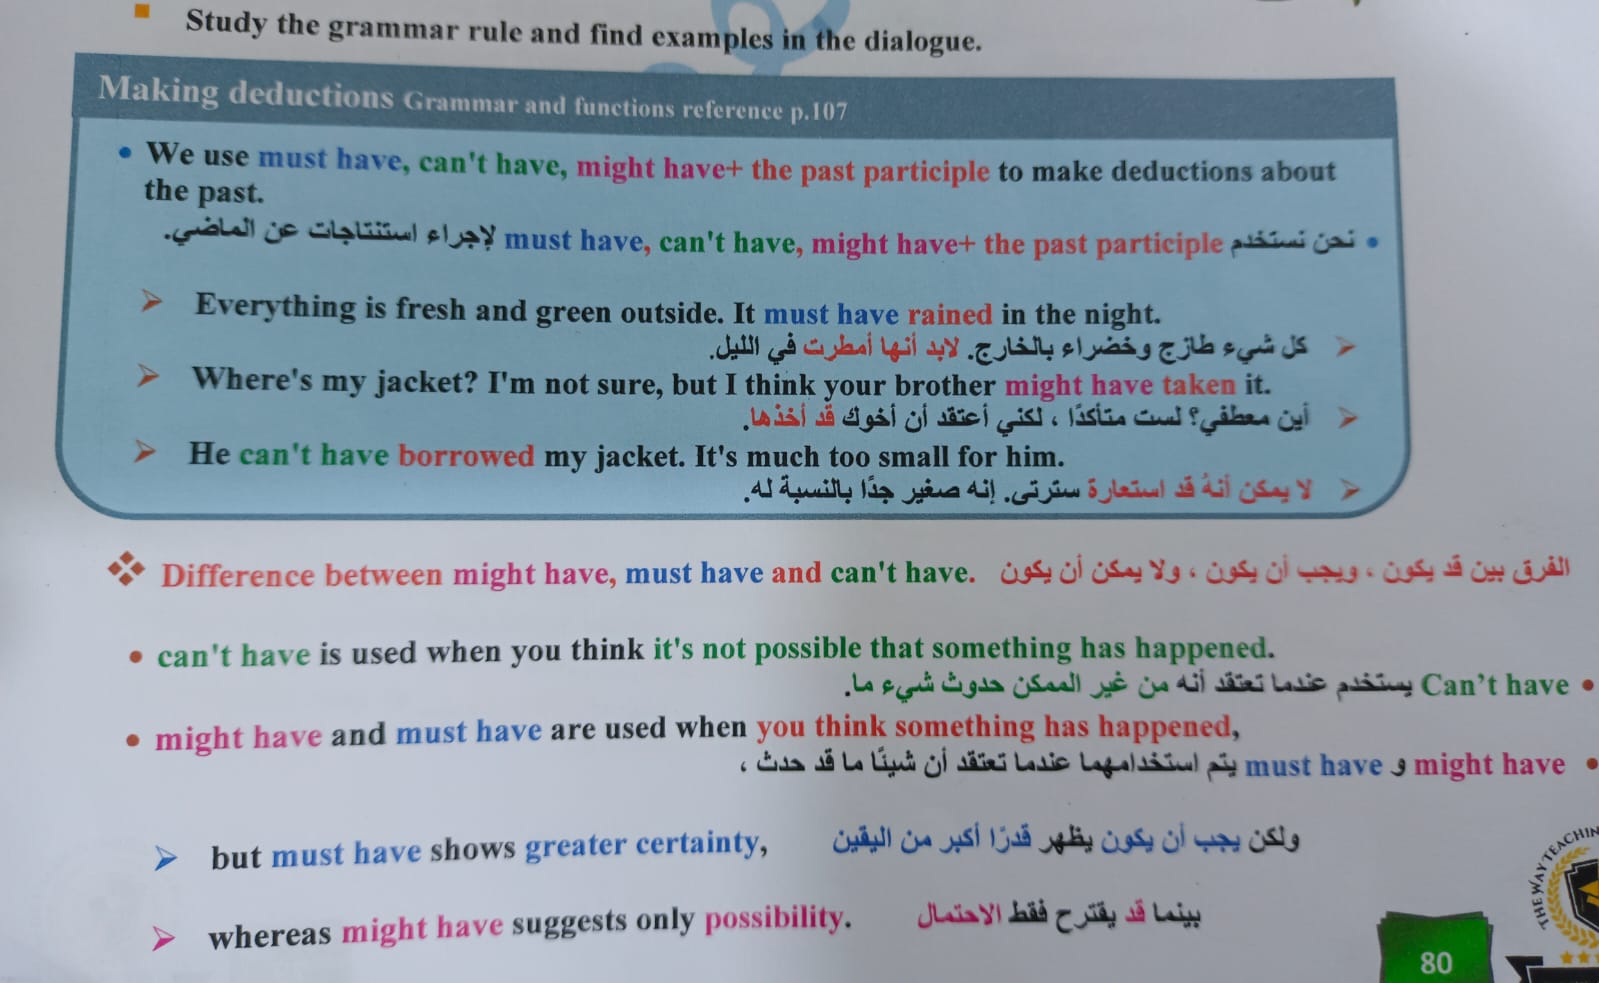 Study the grammar rule and find examples in the dialogue.
Making deductions Grammar and functions reference p.107
• We use must have, can't have, might have+ the past participle to make deductions about
the past.
• نحن نستخدم must have, can't have, might have+ the past participle لإجراء استنتاجات عن الماضي.
Everything is fresh and green outside. It must have rained in the night.
كل شيء طازج وخضراء بالخارج. لابد أنها أمطرت في الليل.
Where's my jacket? I'm not sure, but I think your brother might have taken it.
أين معطفي؟ لست متأكدًا ، لكني أعتقد أن أخوك قد أخذها.
He can't have borrowed my jacket. It's much too small for him.
لا يمكن أنهُ قد استعارة سترتي. إنه صغير جدًا بالنسبة له.
Difference between might have, must have and can't have. الفرق بين قد يكون ، ويجب أن يكون ، ولا يمكن أن يكون
• can't have is used when you think it's not possible that something has happened.
• Can't have يستخدم عندما تعتقد أنه من غير الممكن حدوث شيء ما.
• might have and must have are used when you think something has happened,
• might have و must have يتم استخدامهما عندما تعتقد أن شيئًا ما قد حدث ،
but must have shows greater certainty, ولكن يجب أن يكون يظهر قدرًا أكبر من اليقين
whereas might have suggests only possibility. بينما قد يقترح فقط الاحتمال
THE WAY TEACHIN
80